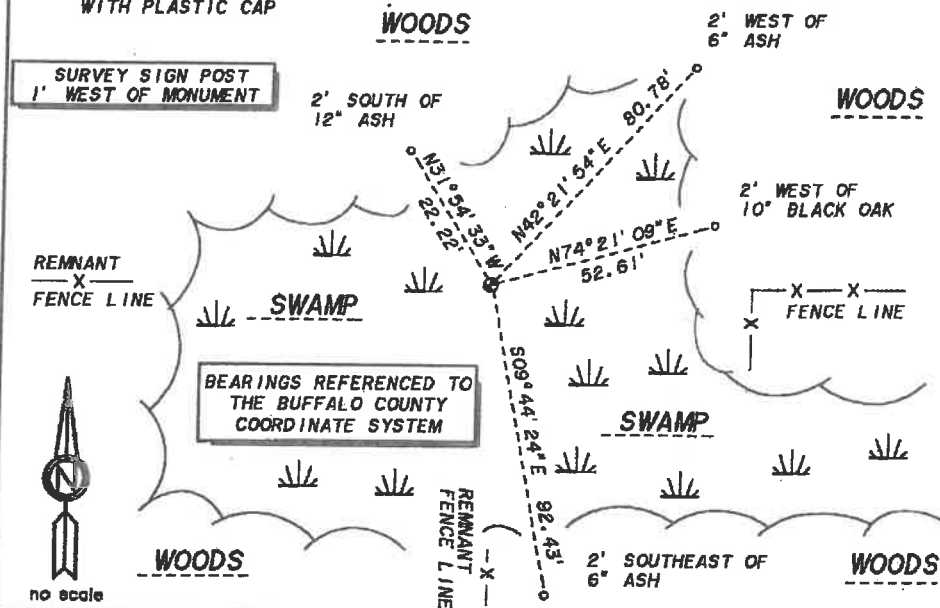 WITH PLASTIC CAP
SURVEY SIGN POST
1' WEST OF MONUMENT
WOODS
2' WEST OF
6" ASH
2' SOUTH OF
12" ASH
WOODS
N31°54'33"W
22.22'
N42°21'54"E 80.78'
2' WEST OF
10" BLACK OAK
N74°21'09"E
52.61'
REMNANT
X
FENCE LINE
SWAMP
X X
FENCE LINE
X
BEARINGS REFERENCED TO
THE BUFFALO COUNTY
COORDINATE SYSTEM
S09°44'24"E 92.43'
SWAMP
N
no scale
WOODS
REMNANT
FENCE LINE
X
2' SOUTHEAST OF
6" ASH
WOODS